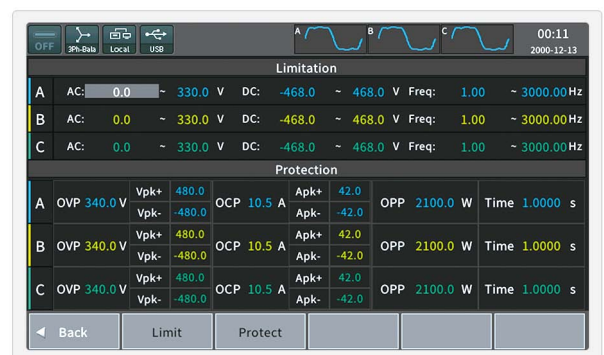 A B C 00:11
OFF 3Ph-Bala Local USB 2000-12-13
Limitation
A AC: 0.0 ~ 330.0 V DC: -468.0 ~ 468.0 V Freq: 1.00 ~ 3000.00 Hz
B AC: 0.0 ~ 330.0 V DC: -468.0 ~ 468.0 V Freq: 1.00 ~ 3000.00 Hz
C AC: 0.0 ~ 330.0 V DC: -468.0 ~ 468.0 V Freq: 1.00 ~ 3000.00 Hz
Protection
A OVP 340.0 V Vpk+ 480.0 OCP 10.5 A Apk+ 42.0 OPP 2100.0 W Time 1.0000 s
Vpk- -480.0 Apk- -42.0
B OVP 340.0 V Vpk+ 480.0 OCP 10.5 A Apk+ 42.0 OPP 2100.0 W Time 1.0000 s
Vpk- -480.0 Apk- -42.0
C OVP 340.0 V Vpk+ 480.0 OCP 10.5 A Apk+ 42.0 OPP 2100.0 W Time 1.0000 s
Vpk- -480.0 Apk- -42.0
Back Limit Protect